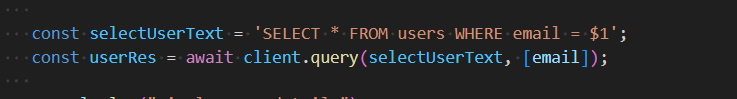 const selectUserText = 'SELECT * FROM users WHERE email = $1';
const userRes = await client.query(selectUserText, [email]);